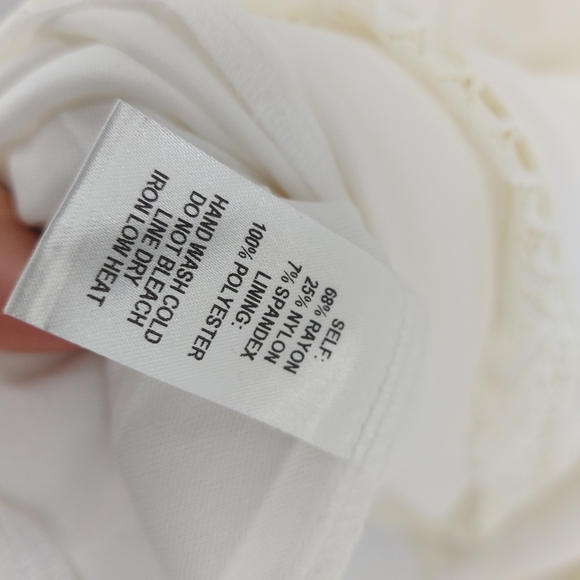 SELF:
68% RAYON
25% NYLON
7% SPANDEX
LINING:
100% POLYESTER
HAND WASH COLD
DO NOT BLEACH
LINE DRY
IRON LOW HEAT